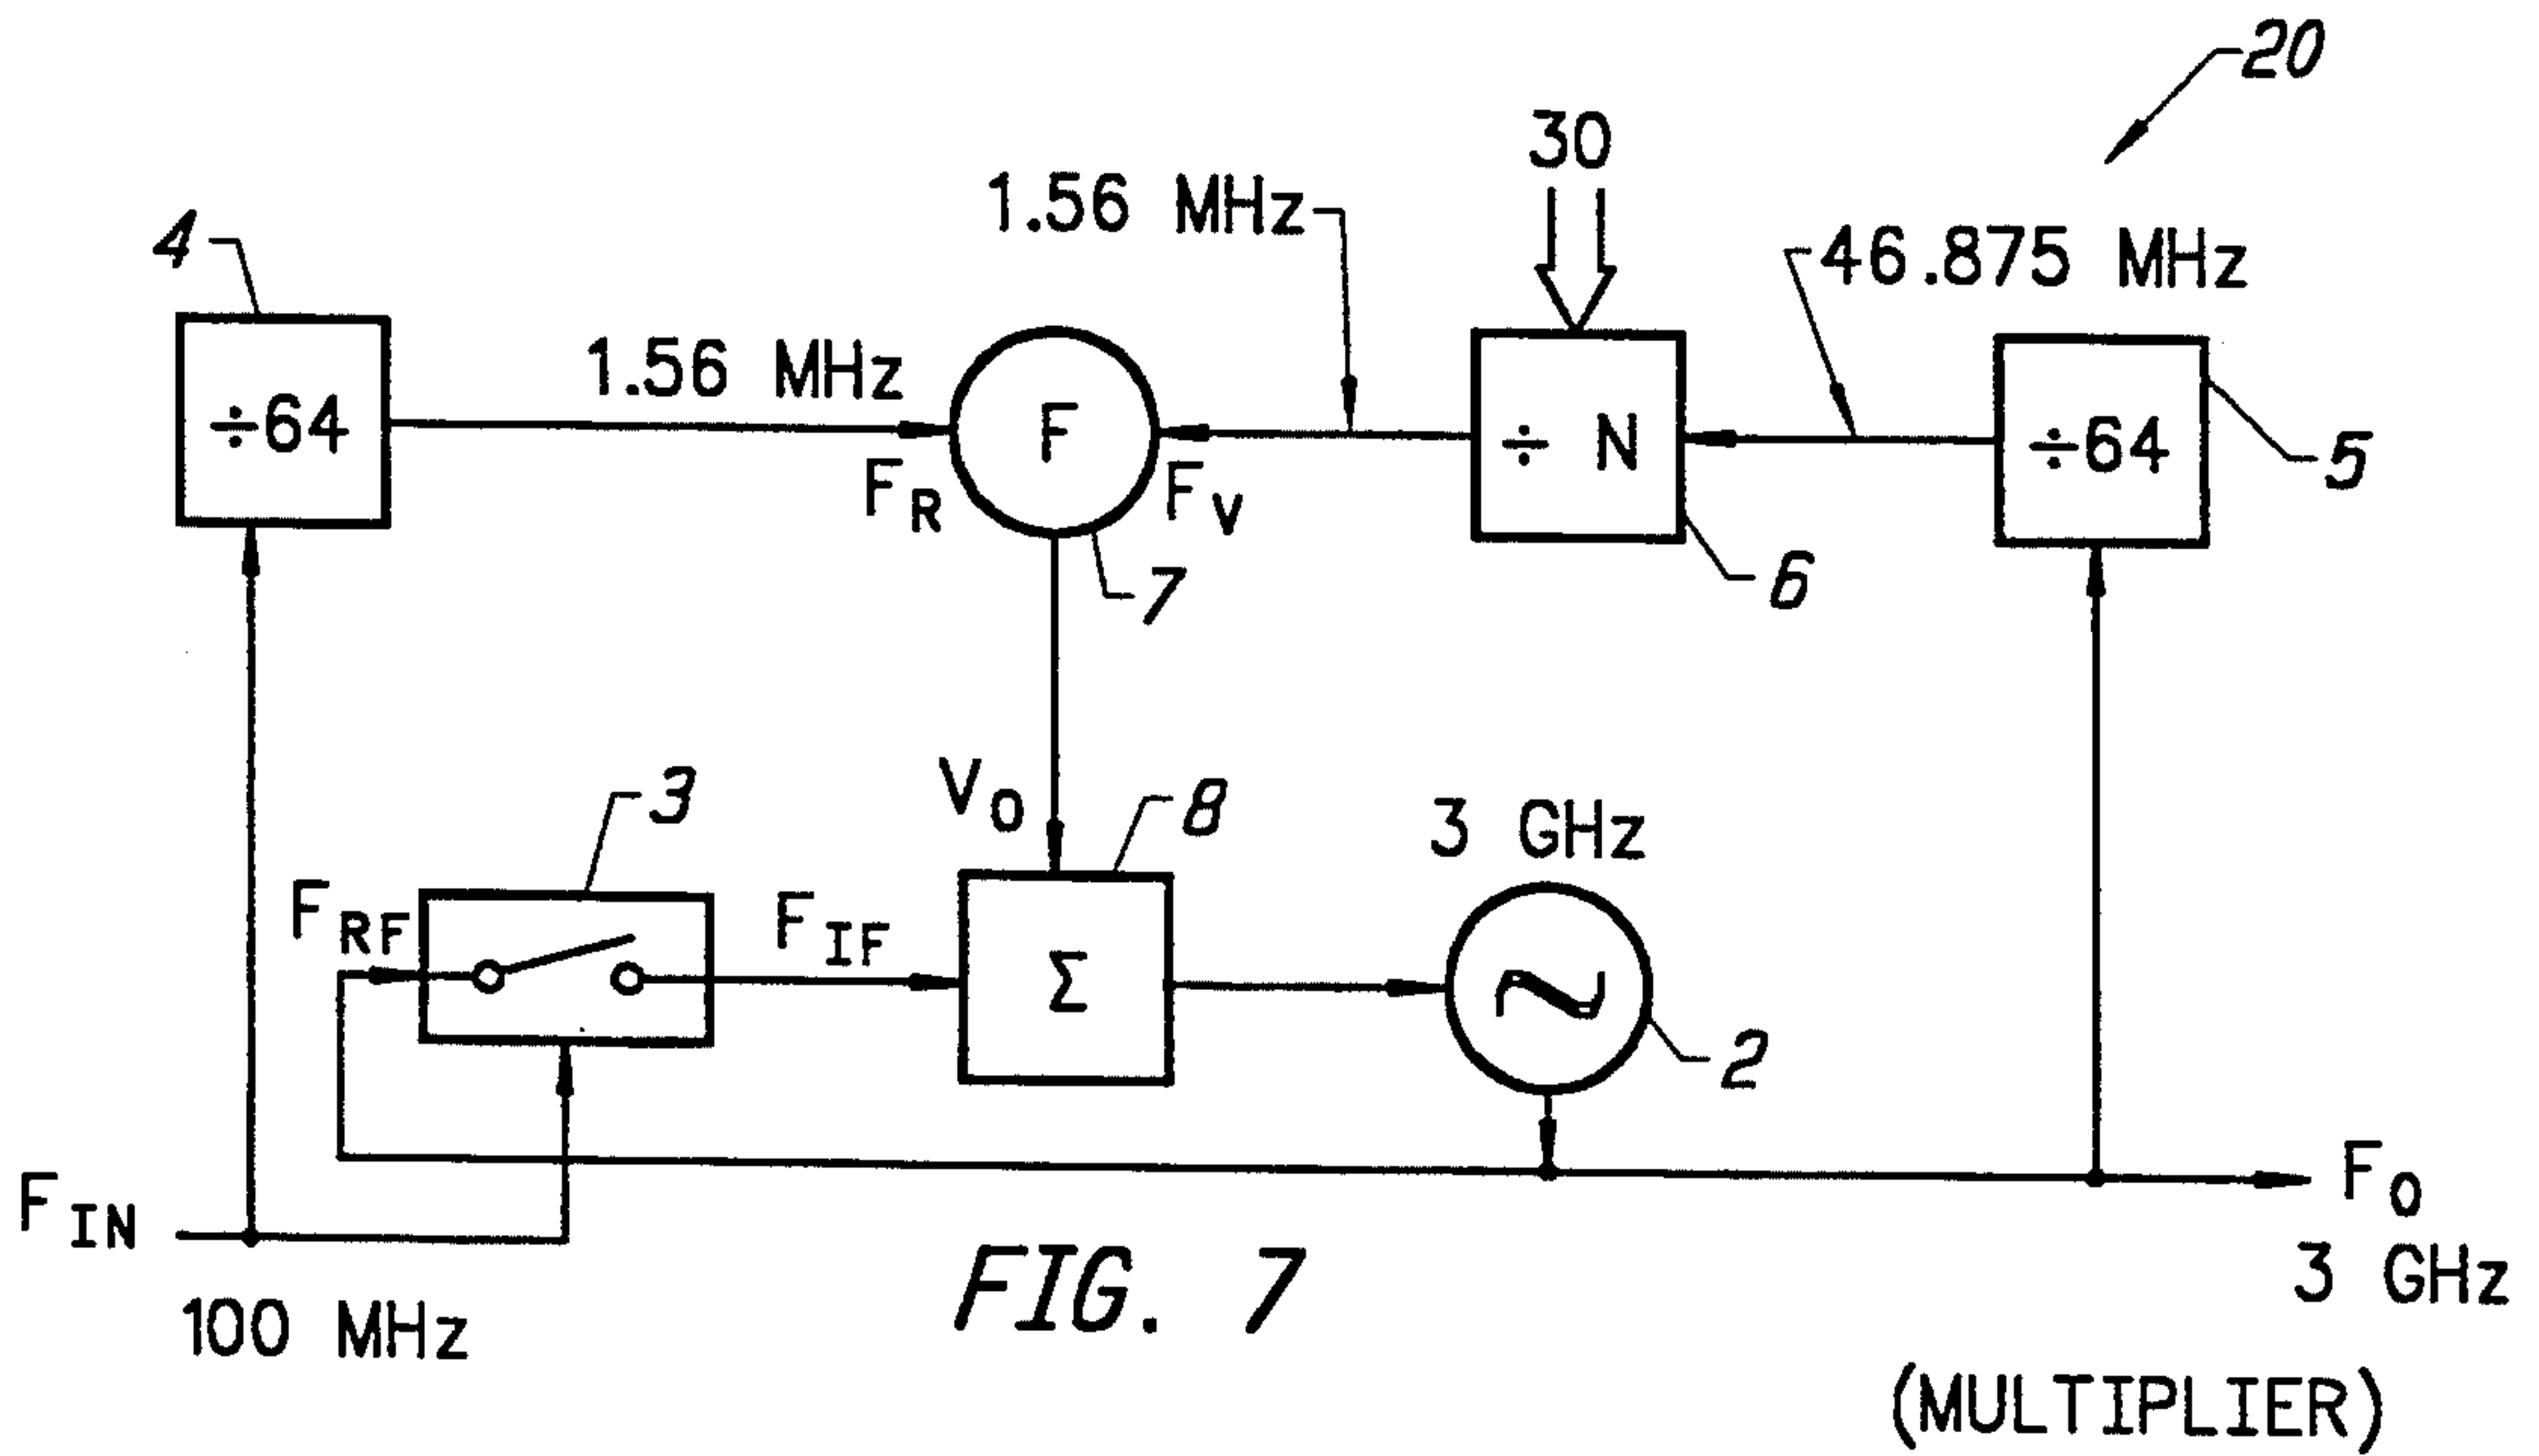 20
30
1.56 MHz
46.875 MHz
4
÷64
1.56 MHz
F
÷ N
÷64
5
F_R
F_V
6
7
V_O
8
3
3 GHz
F_RF
F_IF
Σ
2
F_IN
F_O
100 MHz
3 GHz
FIG. 7
(MULTIPLIER)